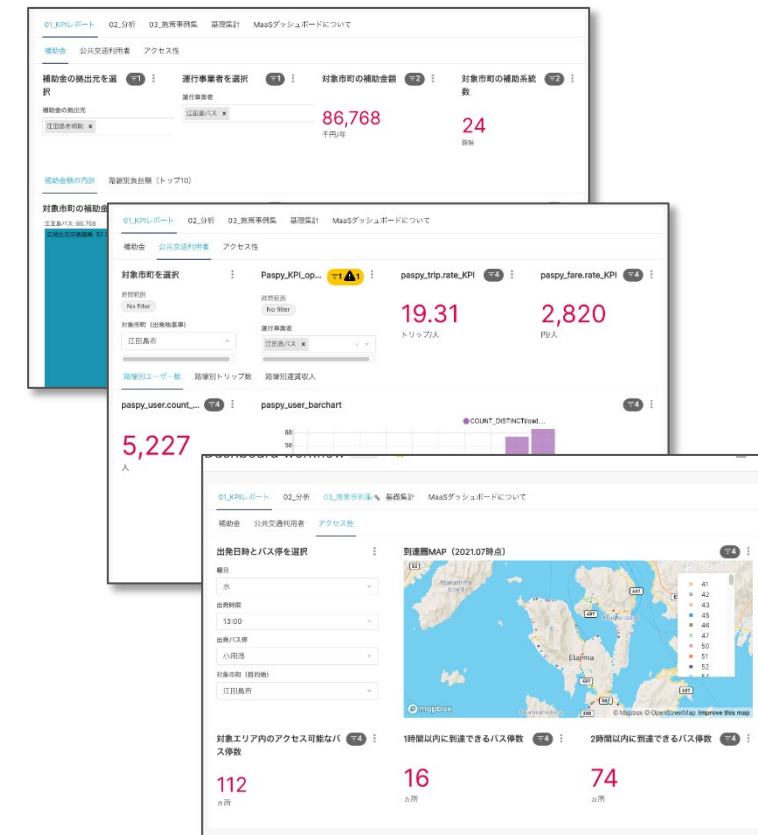 01_KPIレポート 02_分析 03_施策事例集 基礎集計 MaaSダッシュボードについて
補助金 公共交通利用者 アクセス性
補助金の拠出元を選択 1 運行事業者を選択 1 対象市町の補助金額 2 対象市町の補助系統数 2
補助金の拠出元 運行事業者
江田島市補助 × 江田島バス ×
86,768 24
千円/年 路線
補助金額の内訳 路線別負担額（トップ10）
対象市町の補助金
江田島バス: 86,768
01_KPIレポート 02_分析 03_施策事例集 基礎集計 MaaSダッシュボードについて
補助金 公共交通利用者 アクセス性
対象市町を選択 Paspy_KPI_op... 1 1 paspy_trip.rate_KPI 4 paspy_fare.rate_KPI 4
時間範囲 時間範囲
No filter No filter
対象市町（出発地基準） 運行事業者
江田島市 江田島バス ×
19.31 2,820
トリップ/人 円/人
路線別ユーザー数 路線別トリップ数 路線別運賃収入
paspy_user.count_... 4 paspy_user_barchart 4
COUNT_DISTINCT(load...
60
50
5,227
人
01_KPIレポート 02_分析 03_施策事例集 基礎集計 MaaSダッシュボードについて
補助金 公共交通利用者 アクセス性
出発日時とバス停を選択 到達圏MAP（2021.07時点） 4
曜日
水
出発時間
13:00
出発バス停
小用港
対象市町（目的地）
江田島市
Itsukushima
Island
Etajima
487
487
487
41
42
43
45
46
47
50
51
52
54
mapbox
© Mapbox © OpenStreetMap Improve this map
対象エリア内のアクセス可能なバス停数 4 1時間以内に到達できるバス停数 4 2時間以内に到達できるバス停数 4
112 16 74
カ所 カ所 カ所